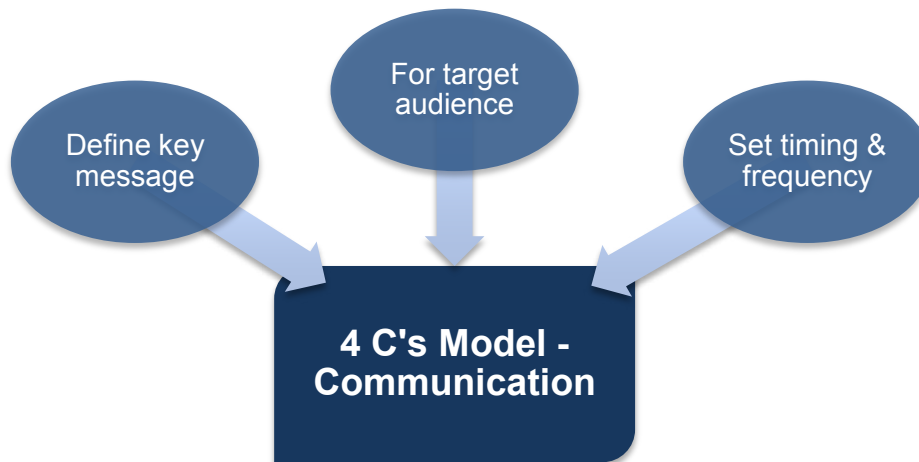 For target
audience
Define key
message
Set timing &
frequency
4 C's Model -
Communication